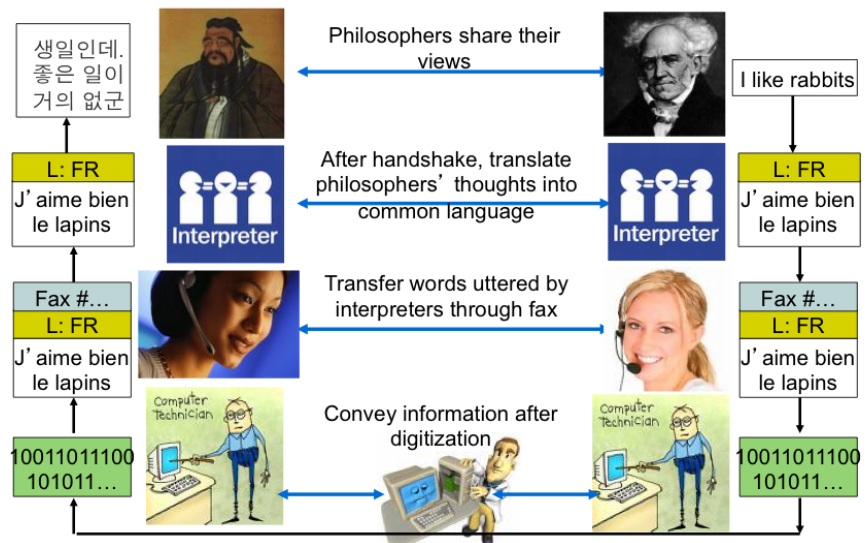 생일인데.
좋은 일이
거의 없군
Philosophers share their
views
I like rabbits
L: FR
J’ aime bien
le lapins
Interpreter
After handshake, translate
philosophers’ thoughts into
common language
Interpreter
L: FR
J’ aime bien
le lapins
Fax #…
L: FR
J’ aime bien
le lapins
Transfer words uttered by
interpreters through fax
Fax #…
L: FR
J’ aime bien
le lapins
10011011100
101011…
Computer
Technician
Convey information after
digitization
Computer
Technician
10011011100
101011…